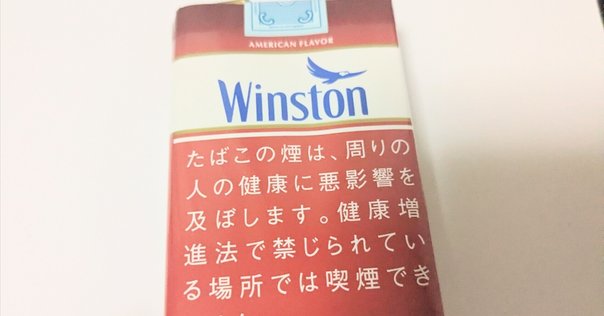 AMERICAN FLAVOR
Winston
たばこの煙は、周りの
人の健康に悪影響を
及ぼします。健康増
進法で禁じられてい
る場所では喫煙でき